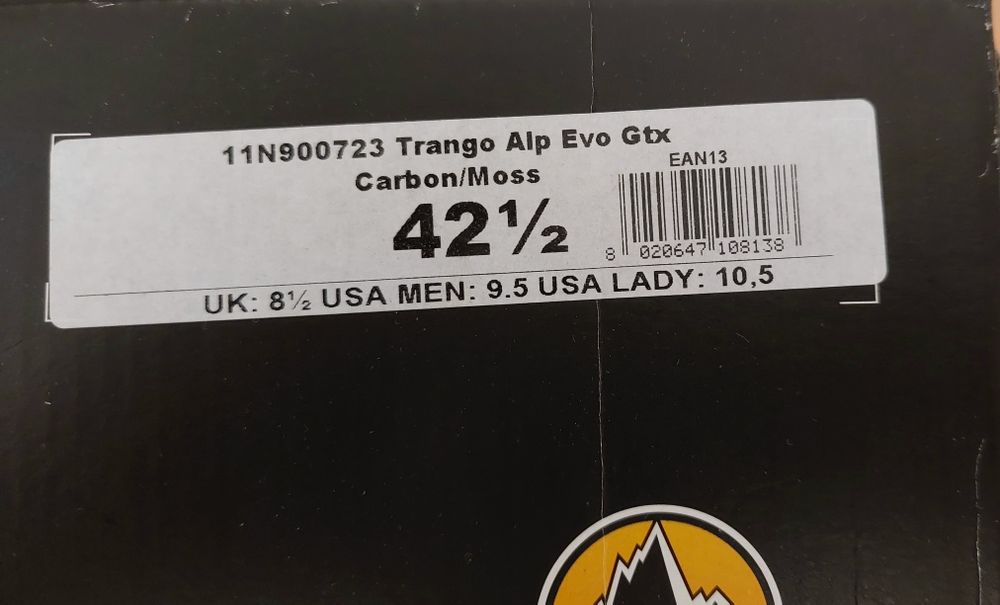 11N900723 Trango Alp Evo Gtx
Carbon/Moss
EAN13
42½
8 020647 108138
UK: 8½ USA MEN: 9.5 USA LADY: 10,5